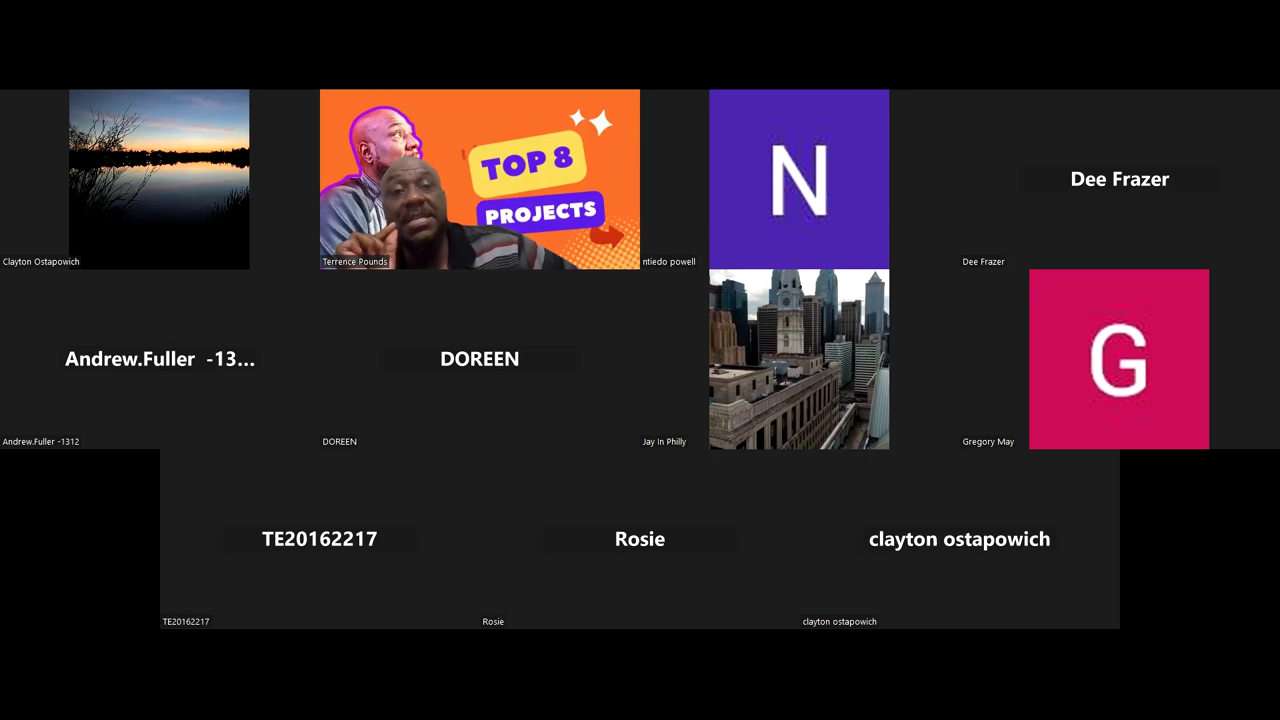 TOP 8
PROJECTS
N
Dee Frazer
Clayton Ostapowich
Terrence Pounds
ntiedo powell
Dee Frazer
Andrew.Fuller -13...
DOREEN
G
Andrew.Fuller -1312
DOREEN
Jay In Philly
Gregory May
TE20162217
Rosie
clayton ostapowich
TE20162217
Rosie
clayton ostapowich